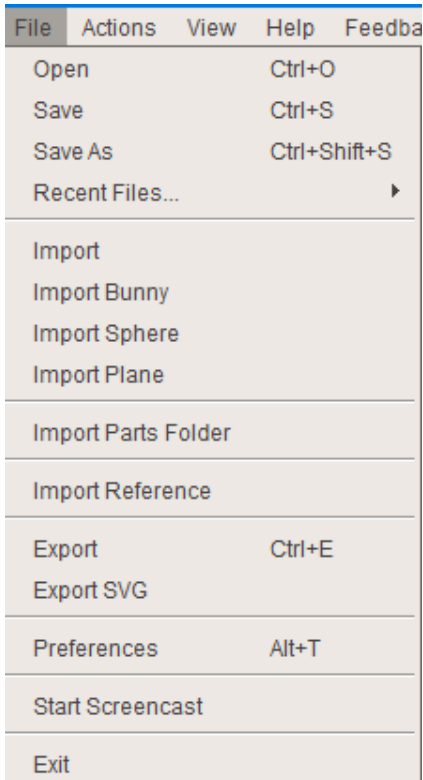 File Actions View Help Feedba
Open Ctrl+O
Save Ctrl+S
Save As Ctrl+Shift+S
Recent Files...
Import
Import Bunny
Import Sphere
Import Plane
Import Parts Folder
Import Reference
Export Ctrl+E
Export SVG
Preferences Alt+T
Start Screencast
Exit